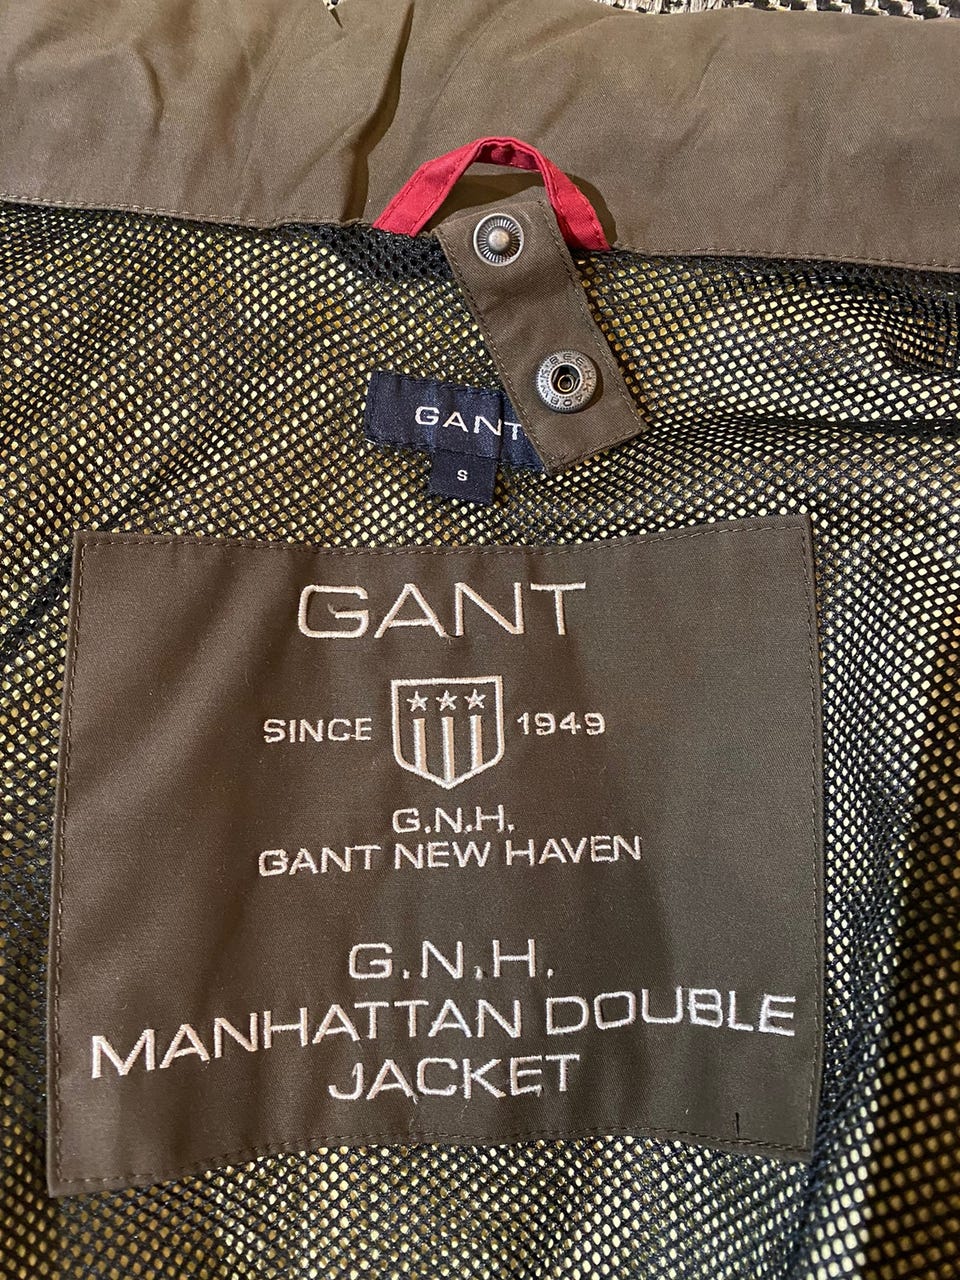 GANT
S
GANT
SINCE 1949
G.N.H.
GANT NEW HAVEN
G.N.H.
MANHATTAN DOUBLE
JACKET